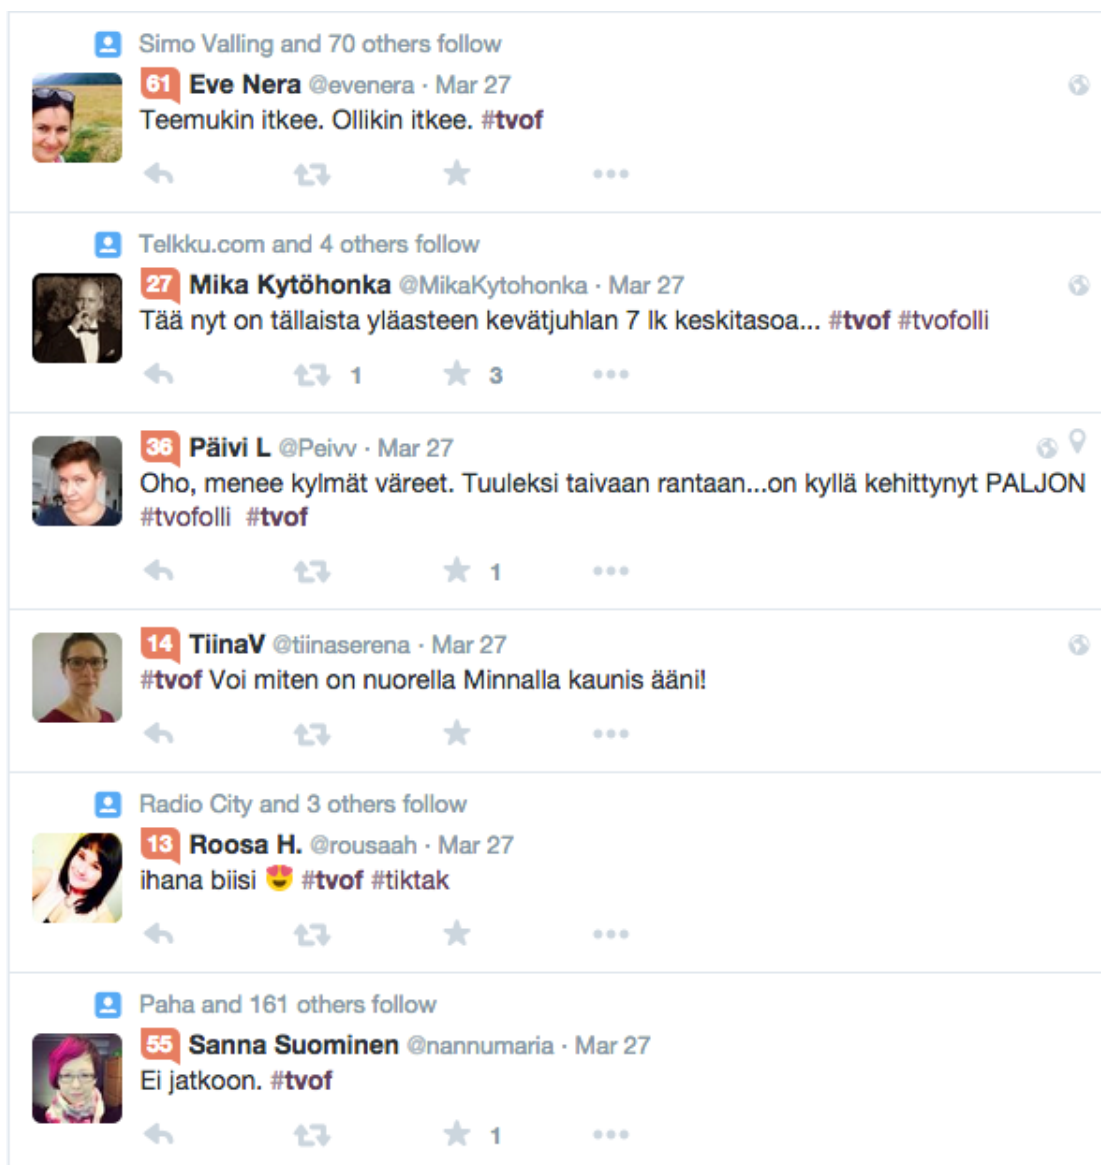 Simo Valling and 70 others follow
61 Eve Nera @evenera · Mar 27
Teemukin itkee. Ollikin itkee. #tvof
Telkku.com and 4 others follow
27 Mika Kytöhonka @MikaKytohonka · Mar 27
Tää nyt on tällaista yläasteen kevätjuhlan 7 lk keskitasoa... #tvof #tvofolli
1 3
36 Päivi L @Peivv · Mar 27
Oho, menee kylmät väreet. Tuuleksi taivaan rantaan...on kyllä kehittynyt PALJON
#tvofolli #tvof
1
14 TiinaV @tiinaserena · Mar 27
#tvof Voi miten on nuorella Minnalla kaunis ääni!
Radio City and 3 others follow
13 Roosa H. @rousaah · Mar 27
ihana biisi 😍 #tvof #tiktak
Paha and 161 others follow
55 Sanna Suominen @nannumaria · Mar 27
Ei jatkoon. #tvof
1